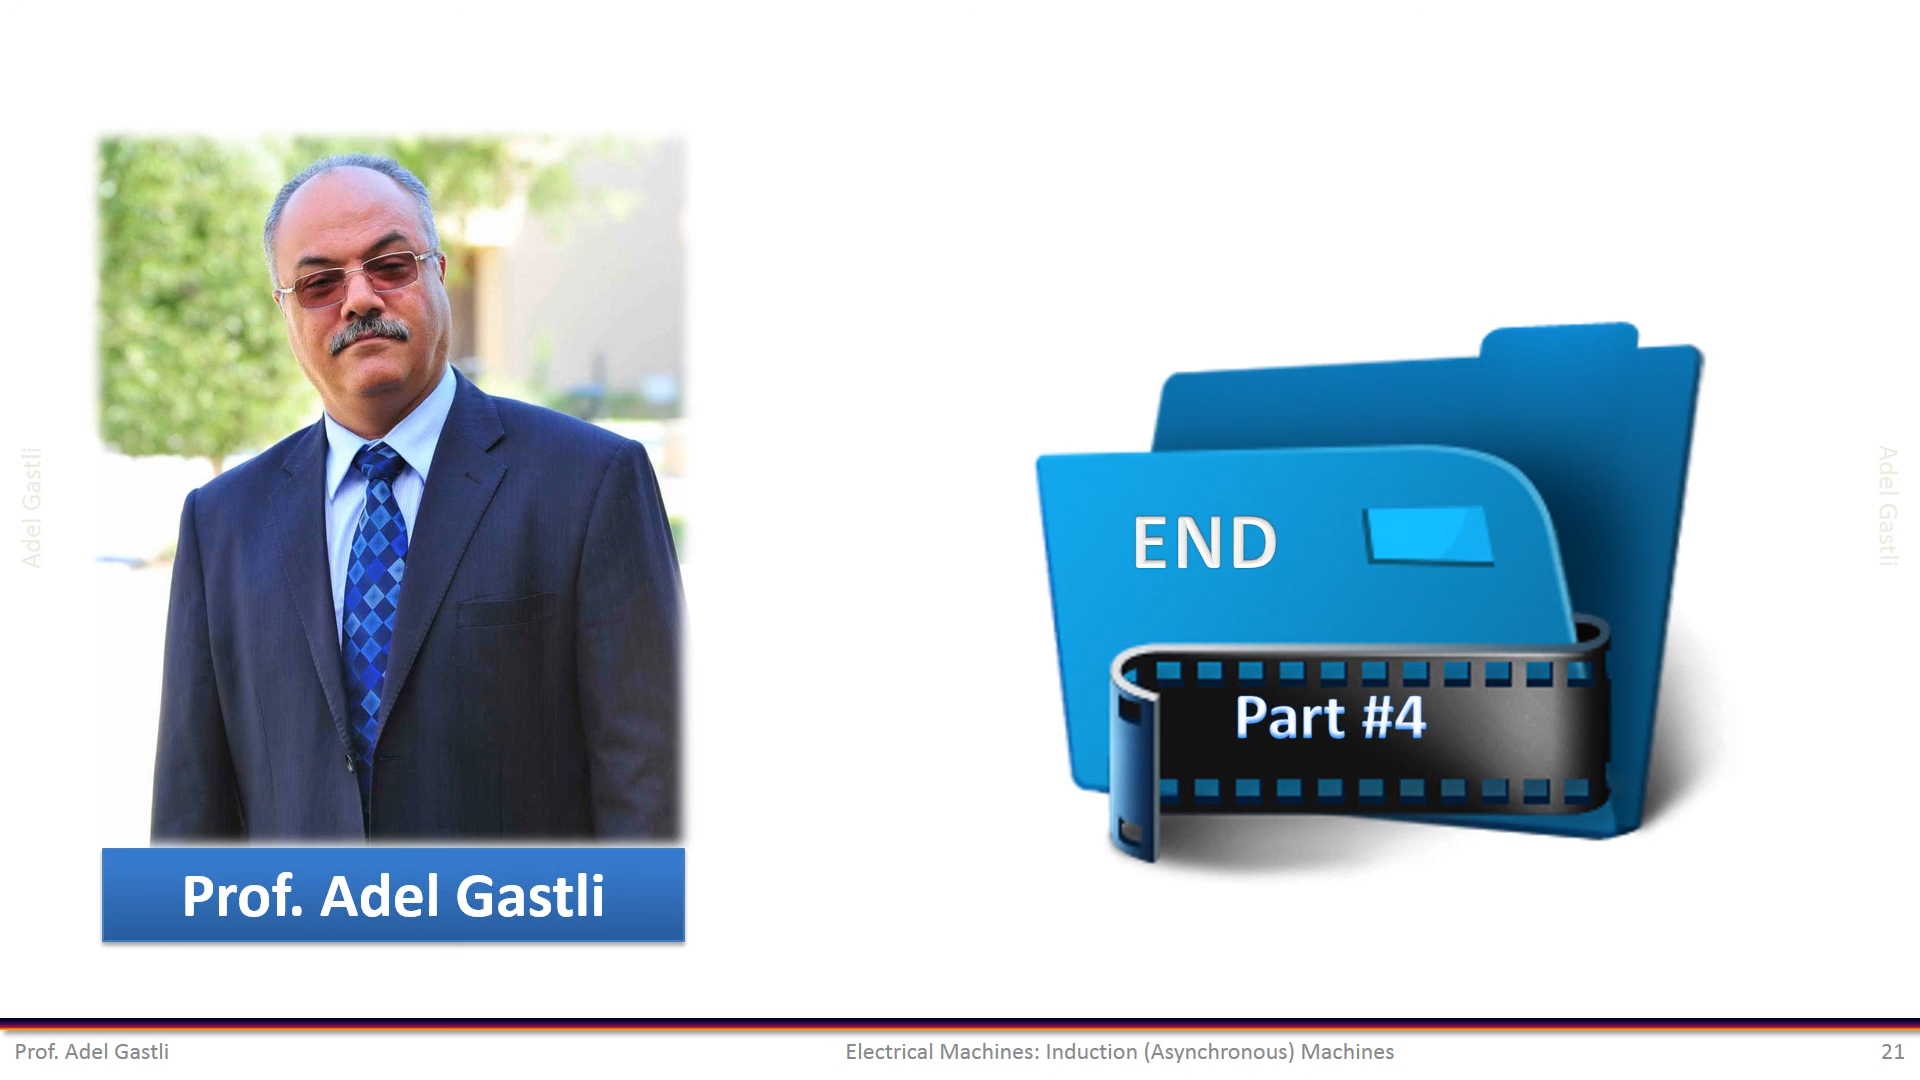 Adel Gastli
Prof. Adel Gastli
END
Part #4
Adel Gastli
Prof. Adel Gastli
Electrical Machines: Induction (Asynchronous) Machines
21